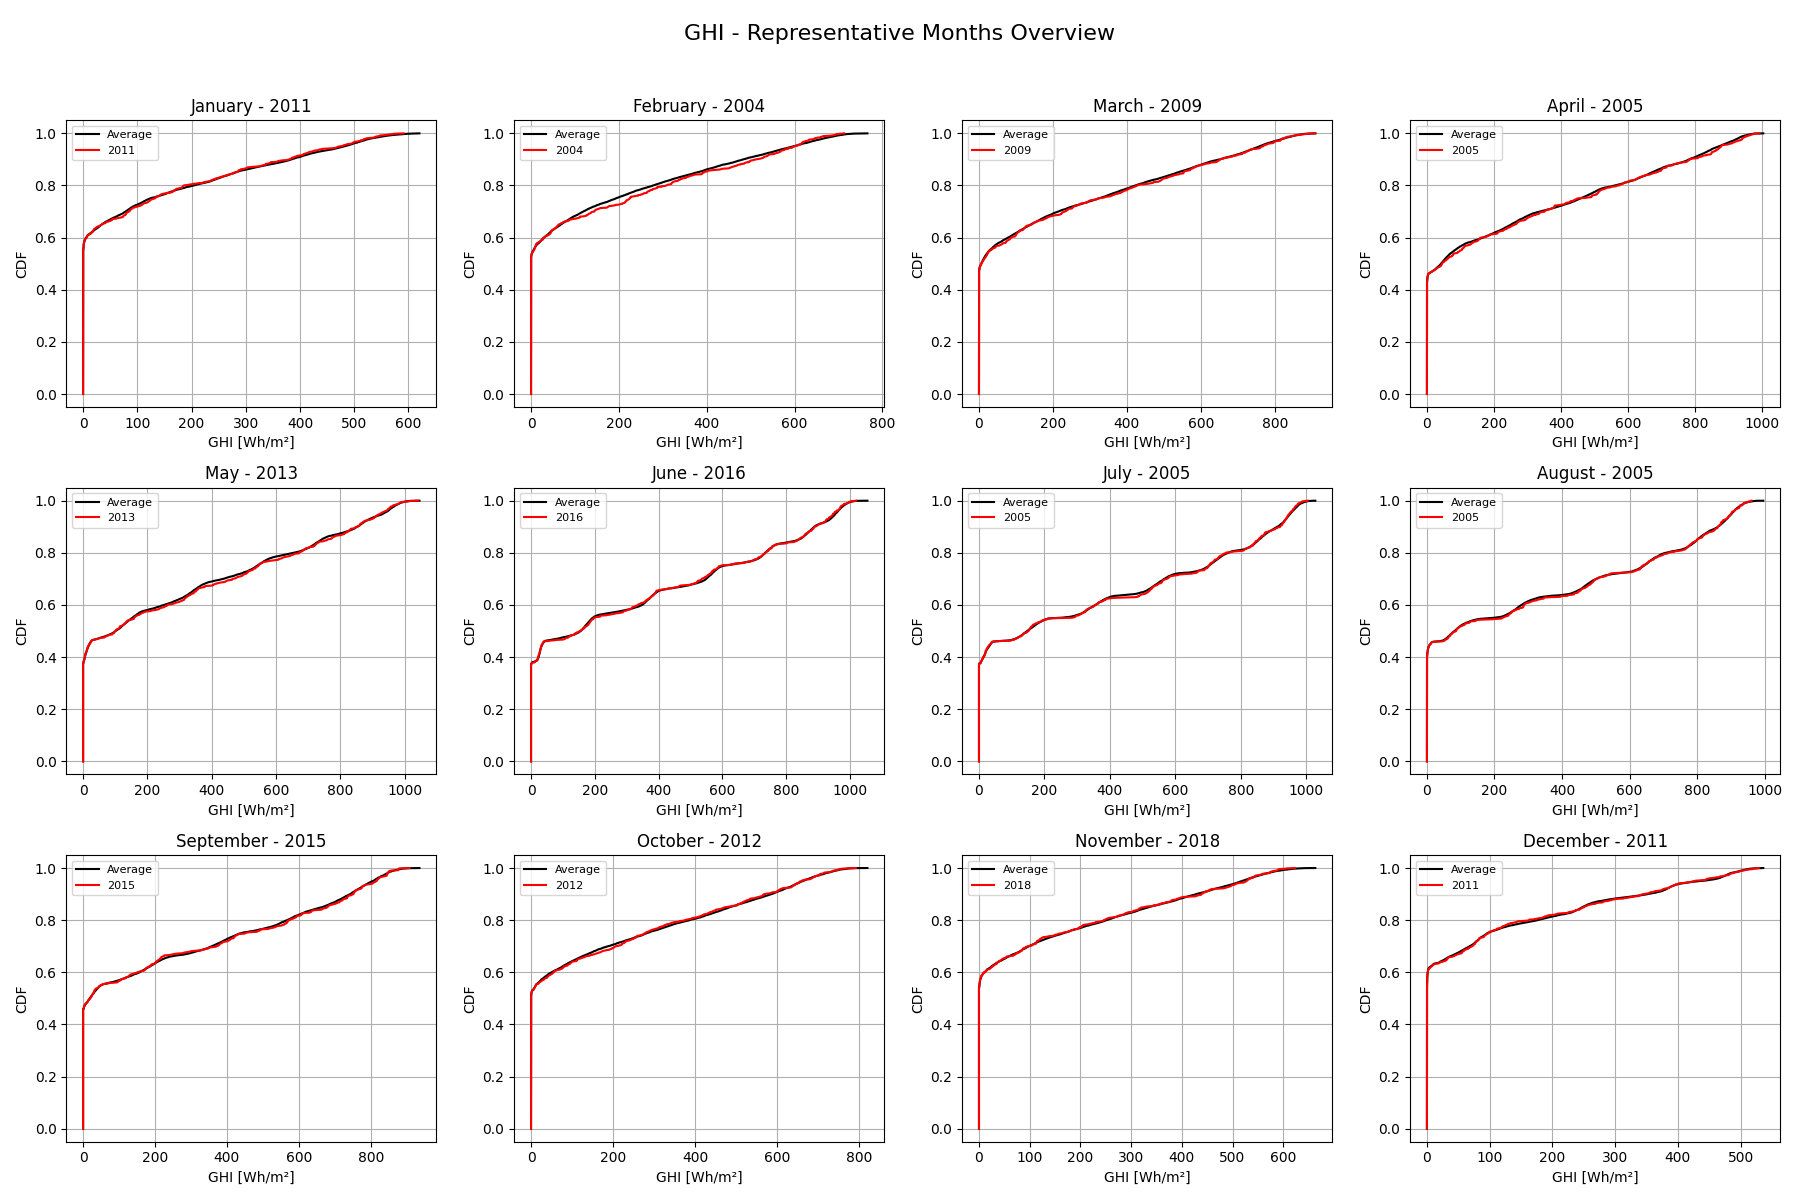 GHI - Representative Months Overview
January - 2011
CDF
1.0
0.8
0.6
0.4
0.2
0.0
Average
2011
0 100 200 300 400 500 600
GHI [Wh/m²]
February - 2004
CDF
1.0
0.8
0.6
0.4
0.2
0.0
Average
2004
0 200 400 600 800
GHI [Wh/m²]
March - 2009
CDF
1.0
0.8
0.6
0.4
0.2
0.0
Average
2009
0 200 400 600 800
GHI [Wh/m²]
April - 2005
CDF
1.0
0.8
0.6
0.4
0.2
0.0
Average
2005
0 200 400 600 800 1000
GHI [Wh/m²]
May - 2013
CDF
1.0
0.8
0.6
0.4
0.2
0.0
Average
2013
0 200 400 600 800 1000
GHI [Wh/m²]
June - 2016
CDF
1.0
0.8
0.6
0.4
0.2
0.0
Average
2016
0 200 400 600 800 1000
GHI [Wh/m²]
July - 2005
CDF
1.0
0.8
0.6
0.4
0.2
0.0
Average
2005
0 200 400 600 800 1000
GHI [Wh/m²]
August - 2005
CDF
1.0
0.8
0.6
0.4
0.2
0.0
Average
2005
0 200 400 600 800 1000
GHI [Wh/m²]
September - 2015
CDF
1.0
0.8
0.6
0.4
0.2
0.0
Average
2015
0 200 400 600 800
GHI [Wh/m²]
October - 2012
CDF
1.0
0.8
0.6
0.4
0.2
0.0
Average
2012
0 200 400 600 800
GHI [Wh/m²]
November - 2018
CDF
1.0
0.8
0.6
0.4
0.2
0.0
Average
2018
0 100 200 300 400 500 600
GHI [Wh/m²]
December - 2011
CDF
1.0
0.8
0.6
0.4
0.2
0.0
Average
2011
0 100 200 300 400 500
GHI [Wh/m²]